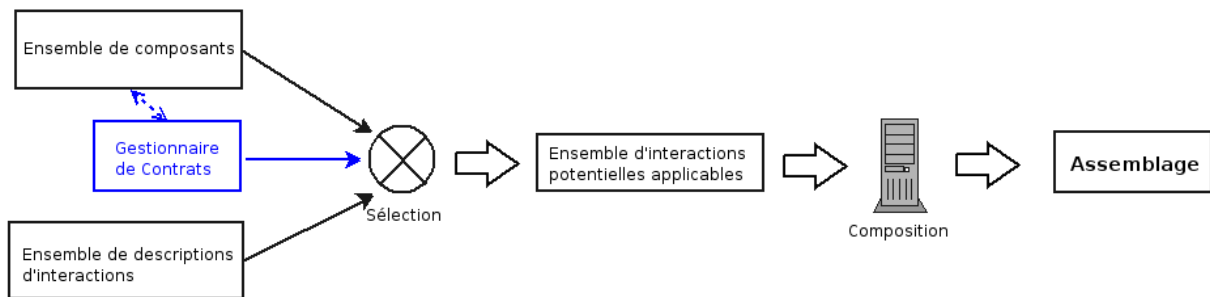 Ensemble de composants
Gestionnaire
de Contrats
Ensemble de descriptions
d'interactions
Sélection
Ensemble d'interactions
potentielles applicables
Composition
Assemblage